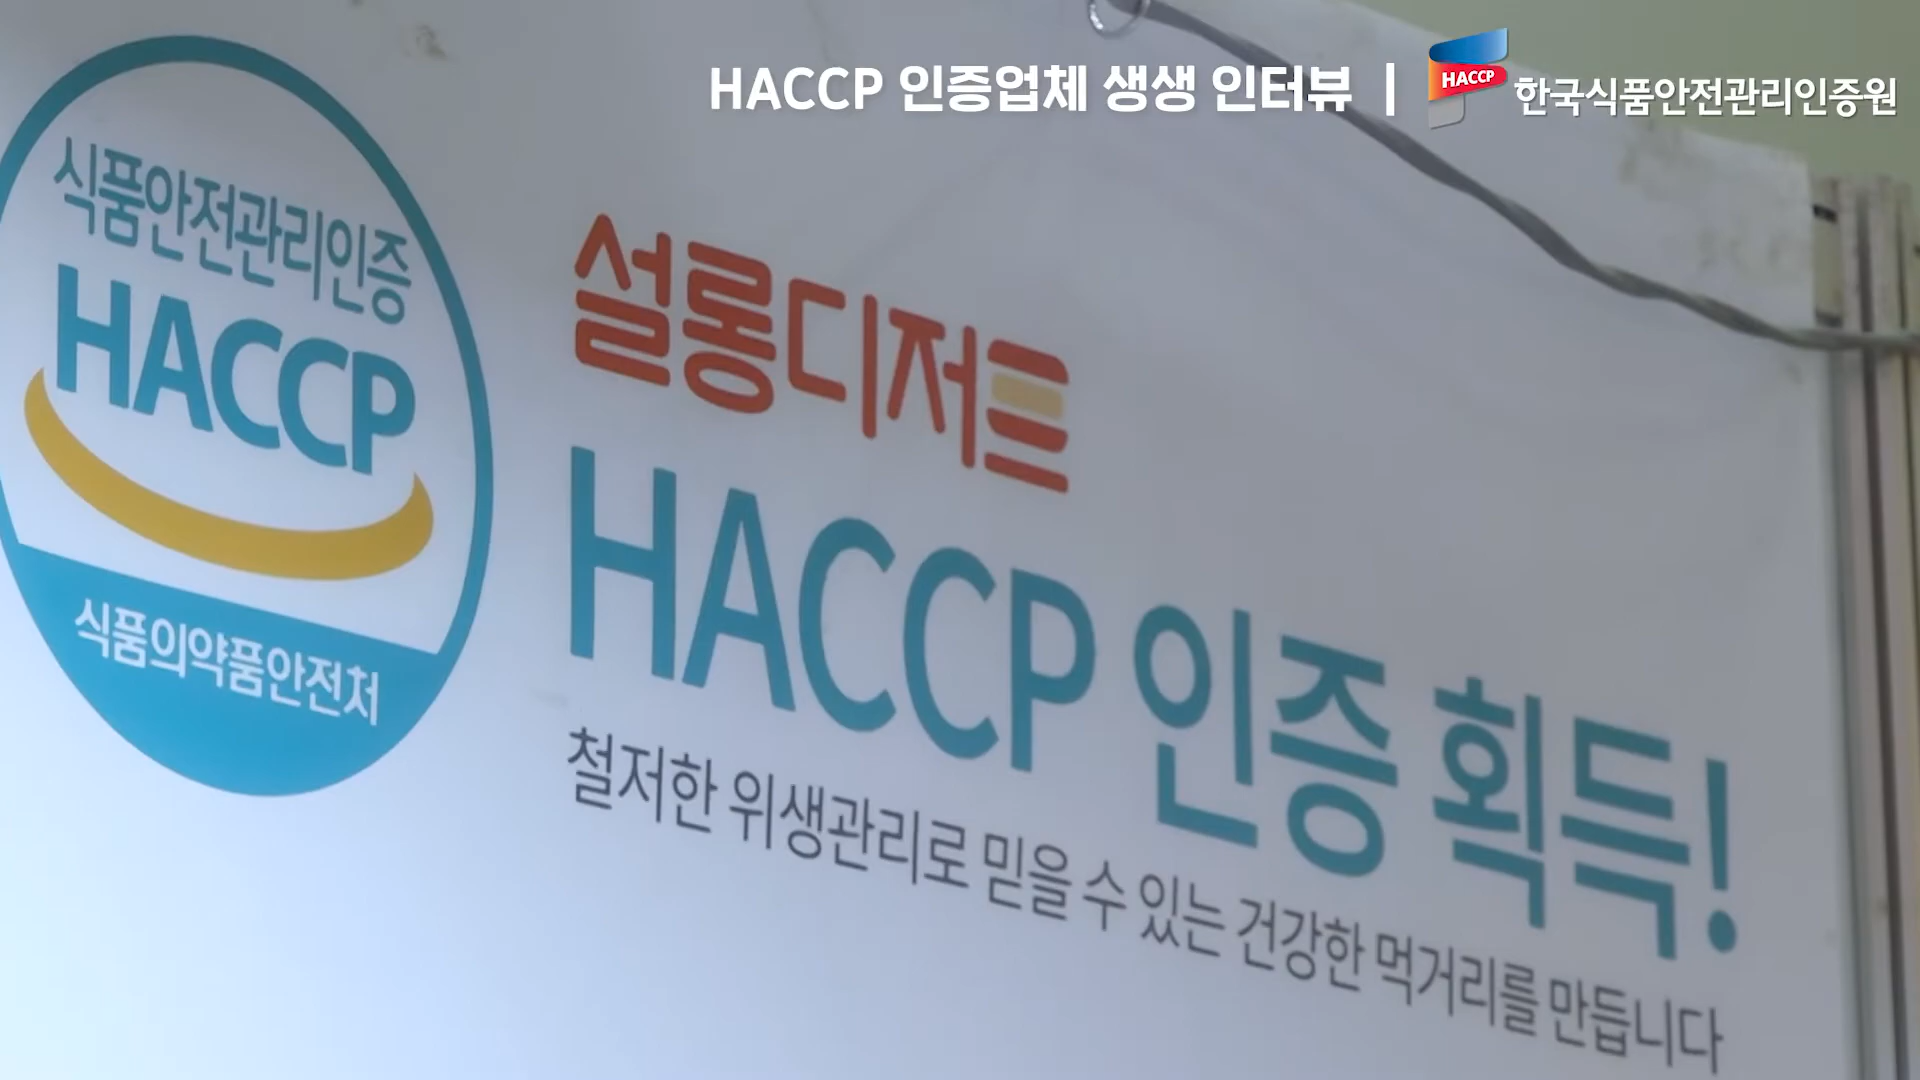 HACCP 인증업체 생생 인터뷰 | HACCP 한국식품안전관리인증원
식품안전관리인증
HACCP
식품의약품안전처
설롱디저트
HACCP 인증 획득!
철저한 위생관리로 믿을 수 있는 건강한 먹거리를 만듭니다